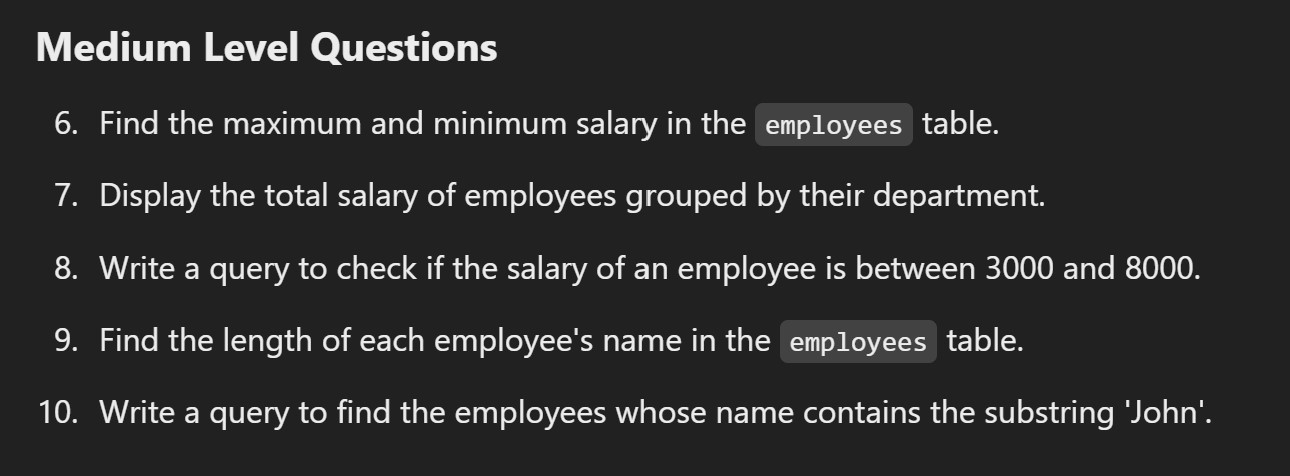 Medium Level Questions
6. Find the maximum and minimum salary in the employees table.
7. Display the total salary of employees grouped by their department.
8. Write a query to check if the salary of an employee is between 3000 and 8000.
9. Find the length of each employee's name in the employees table.
10. Write a query to find the employees whose name contains the substring 'John'.